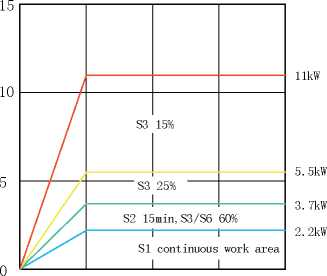 15
11kW
10
S3 15%
5.5kW
5
S3 25%
3.7kW
S2 15min,S3/S6 60%
2.2kW
S1 continuous work area
0